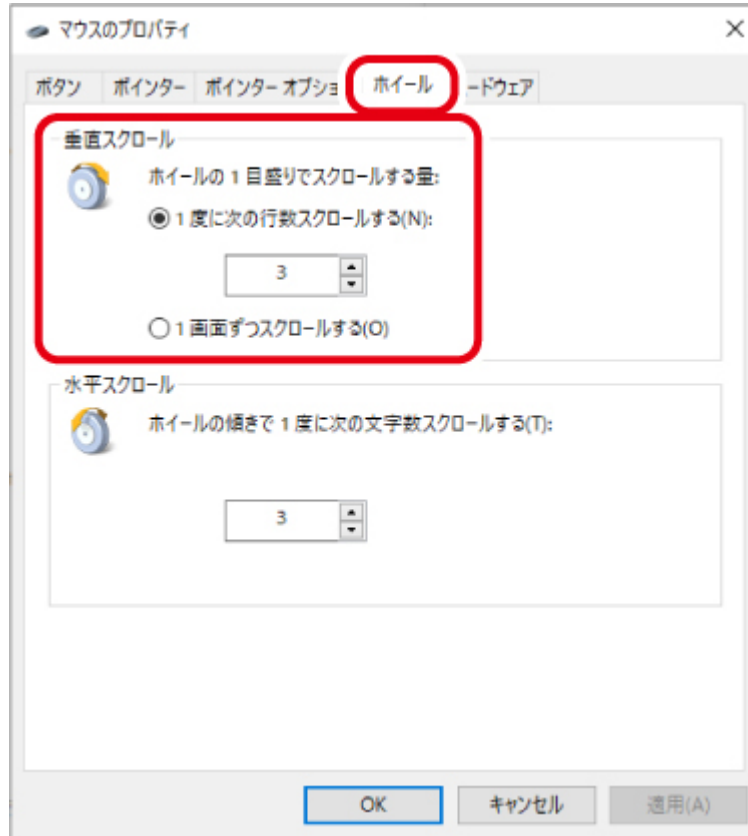 マウスのプロパティ
ボタン ポインター ポインター オプショ ホイール ードウェア
垂直スクロール
ホイールの 1 目盛りでスクロールする量:
1 度に次の行数スクロールする(N):
3
1 画面ずつスクロールする(O)
水平スクロール
ホイールの傾きで 1 度に次の文字数スクロールする(T):
3
OK キャンセル 適用(A)